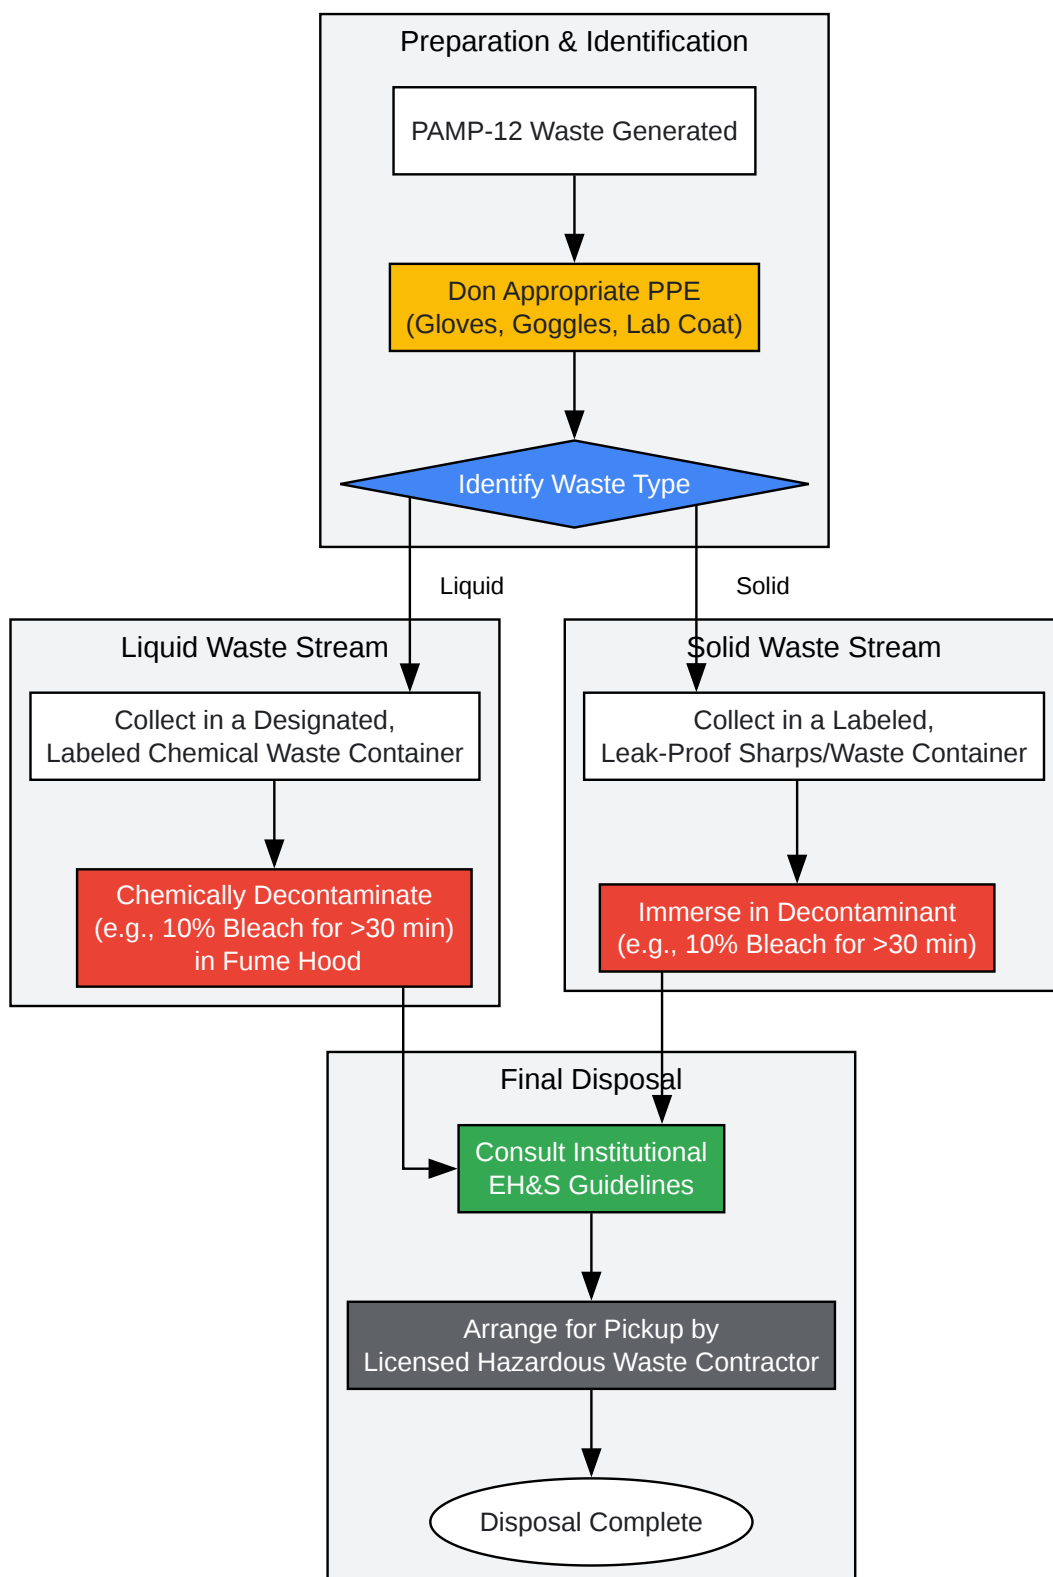 Preparation & Identification
PAMP-12 Waste Generated
Don Appropriate PPE
(Gloves, Goggles, Lab Coat)
Identify Waste Type
Liquid
Solid
Liquid Waste Stream
Collect in a Designated,
Labeled Chemical Waste Container
Chemically Decontaminate
(e.g., 10% Bleach for >30 min)
in Fume Hood
Solid Waste Stream
Collect in a Labeled,
Leak-Proof Sharps/Waste Container
Immerse in Decontaminant
(e.g., 10% Bleach for >30 min)
Final Disposal
Consult Institutional
EH&S Guidelines
Arrange for Pickup by
Licensed Hazardous Waste Contractor
Disposal Complete